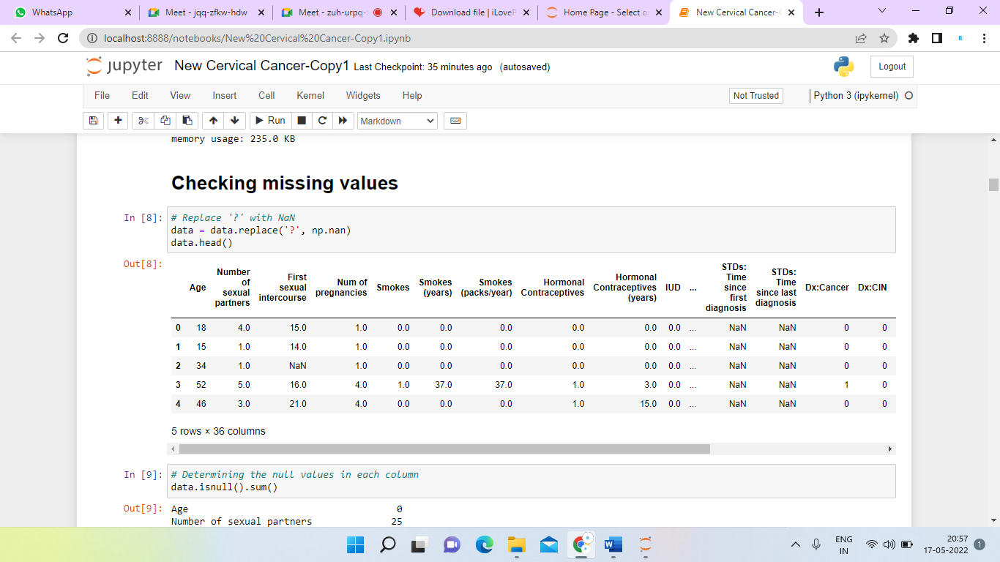 WhatsApp
Meet - jqq-zfkw-hdw
Meet - zuh-urpq-
Download file | iLoveP
Home Page - Select o
New Cervical Cancer-
localhost:8888/notebooks/New%20Cervical%20Cancer-Copy1.ipynb
B
jupyter New Cervical Cancer-Copy1 Last Checkpoint: 35 minutes ago (autosaved)
Logout
File Edit View Insert Cell Kernel Widgets Help
Not Trusted
Python 3 (ipykernel)
Run
Markdown
memory usage: 235.0 KB
Checking missing values
In [8]:
# Replace '?' with NaN
data = data.replace('?', np.nan)
data.head()
Out[8]:
Age
Number
of
sexual
partners
First
sexual
intercourse
Num of
pregnancies
Smokes
Smokes
(years)
Smokes
(packs/year)
Hormonal
Contraceptives
Hormonal
Contraceptives
(years)
IUD
...
STDs:
Time
since
first
diagnosis
STDs:
Time
since last
diagnosis
Dx:Cancer
Dx:CIN
0 18 4.0 15.0 1.0 0.0 0.0 0.0 0.0 0.0 0.0 ... NaN NaN 0 0
1 15 1.0 14.0 1.0 0.0 0.0 0.0 0.0 0.0 0.0 ... NaN NaN 0 0
2 34 1.0 NaN 1.0 0.0 0.0 0.0 0.0 0.0 0.0 ... NaN NaN 0 0
3 52 5.0 16.0 4.0 1.0 37.0 37.0 1.0 3.0 0.0 ... NaN NaN 1 0
4 46 3.0 21.0 4.0 0.0 0.0 0.0 1.0 15.0 0.0 ... NaN NaN 0 0
5 rows × 36 columns
In [9]:
# Determining the null values in each column
data.isnull().sum()
Out[9]:
Age 0
Number of sexual partners 25
ENG
IN
20:57
17-05-2022
1